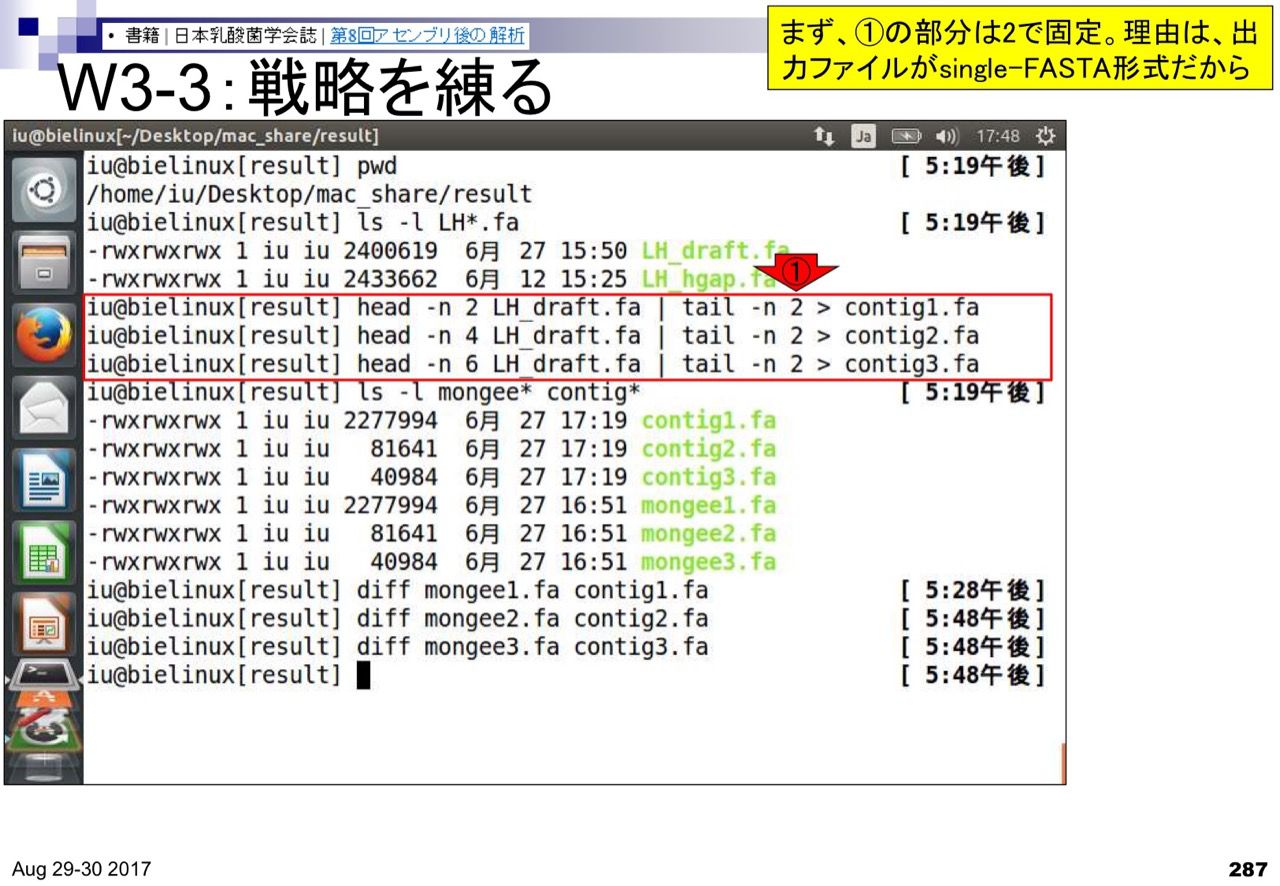 • 書籍 | 日本乳酸菌学会誌 | 第8回アセンブリ後の解析
まず、①の部分は2で固定。理由は、出
力ファイルがsingle-FASTA形式だから
W3-3：戦略を練る
iu@bielinux[~/Desktop/mac_share/result] Ja 17:48
iu@bielinux[result] pwd [ 5:19午後]
/home/iu/Desktop/mac_share/result
iu@bielinux[result] ls -l LH*.fa [ 5:19午後]
-rwxrwxrwx 1 iu iu 2400619 6月 27 15:50 LH_draft.fa
-rwxrwxrwx 1 iu iu 2433662 6月 12 15:25 LH_hgap.fa
①
iu@bielinux[result] head -n 2 LH_draft.fa | tail -n 2 > contig1.fa
iu@bielinux[result] head -n 4 LH_draft.fa | tail -n 2 > contig2.fa
iu@bielinux[result] head -n 6 LH_draft.fa | tail -n 2 > contig3.fa
iu@bielinux[result] ls -l mongee* contig* [ 5:19午後]
-rwxrwxrwx 1 iu iu 2277994 6月 27 17:19 contig1.fa
-rwxrwxrwx 1 iu iu 81641 6月 27 17:19 contig2.fa
-rwxrwxrwx 1 iu iu 40984 6月 27 17:19 contig3.fa
-rwxrwxrwx 1 iu iu 2277994 6月 27 16:51 mongee1.fa
-rwxrwxrwx 1 iu iu 81641 6月 27 16:51 mongee2.fa
-rwxrwxrwx 1 iu iu 40984 6月 27 16:51 mongee3.fa
iu@bielinux[result] diff mongee1.fa contig1.fa [ 5:28午後]
iu@bielinux[result] diff mongee2.fa contig2.fa [ 5:48午後]
iu@bielinux[result] diff mongee3.fa contig3.fa [ 5:48午後]
iu@bielinux[result] [ 5:48午後]
Aug 29-30 2017
287